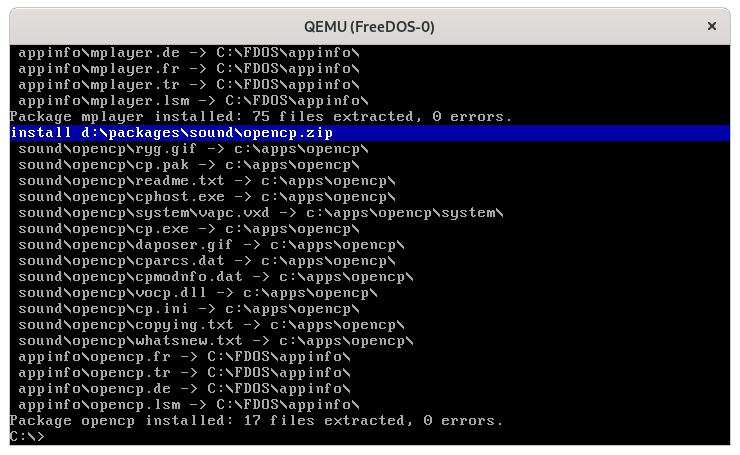 QEMU (FreeDOS-0)
appinfo\mplayer.de -> C:\FDOS\appinfo\
appinfo\mplayer.fr -> C:\FDOS\appinfo\
appinfo\mplayer.tr -> C:\FDOS\appinfo\
appinfo\mplayer.lsm -> C:\FDOS\appinfo\
Package mplayer installed: 75 files extracted, 0 errors.
install d:\packages\sound\opencp.zip
sound\opencp\ryg.gif -> c:\apps\opencp\
sound\opencp\cp.pak -> c:\apps\opencp\
sound\opencp\readme.txt -> c:\apps\opencp\
sound\opencp\cphost.exe -> c:\apps\opencp\
sound\opencp\system\vapc.vxd -> c:\apps\opencp\system\
sound\opencp\cp.exe -> c:\apps\opencp\
sound\opencp\daposer.gif -> c:\apps\opencp\
sound\opencp\cparcs.dat -> c:\apps\opencp\
sound\opencp\cpmodnfo.dat -> c:\apps\opencp\
sound\opencp\vocp.dll -> c:\apps\opencp\
sound\opencp\cp.ini -> c:\apps\opencp\
sound\opencp\copying.txt -> c:\apps\opencp\
sound\opencp\whatsnew.txt -> c:\apps\opencp\
appinfo\opencp.fr -> C:\FDOS\appinfo\
appinfo\opencp.tr -> C:\FDOS\appinfo\
appinfo\opencp.de -> C:\FDOS\appinfo\
appinfo\opencp.lsm -> C:\FDOS\appinfo\
Package opencp installed: 17 files extracted, 0 errors.
C:\>